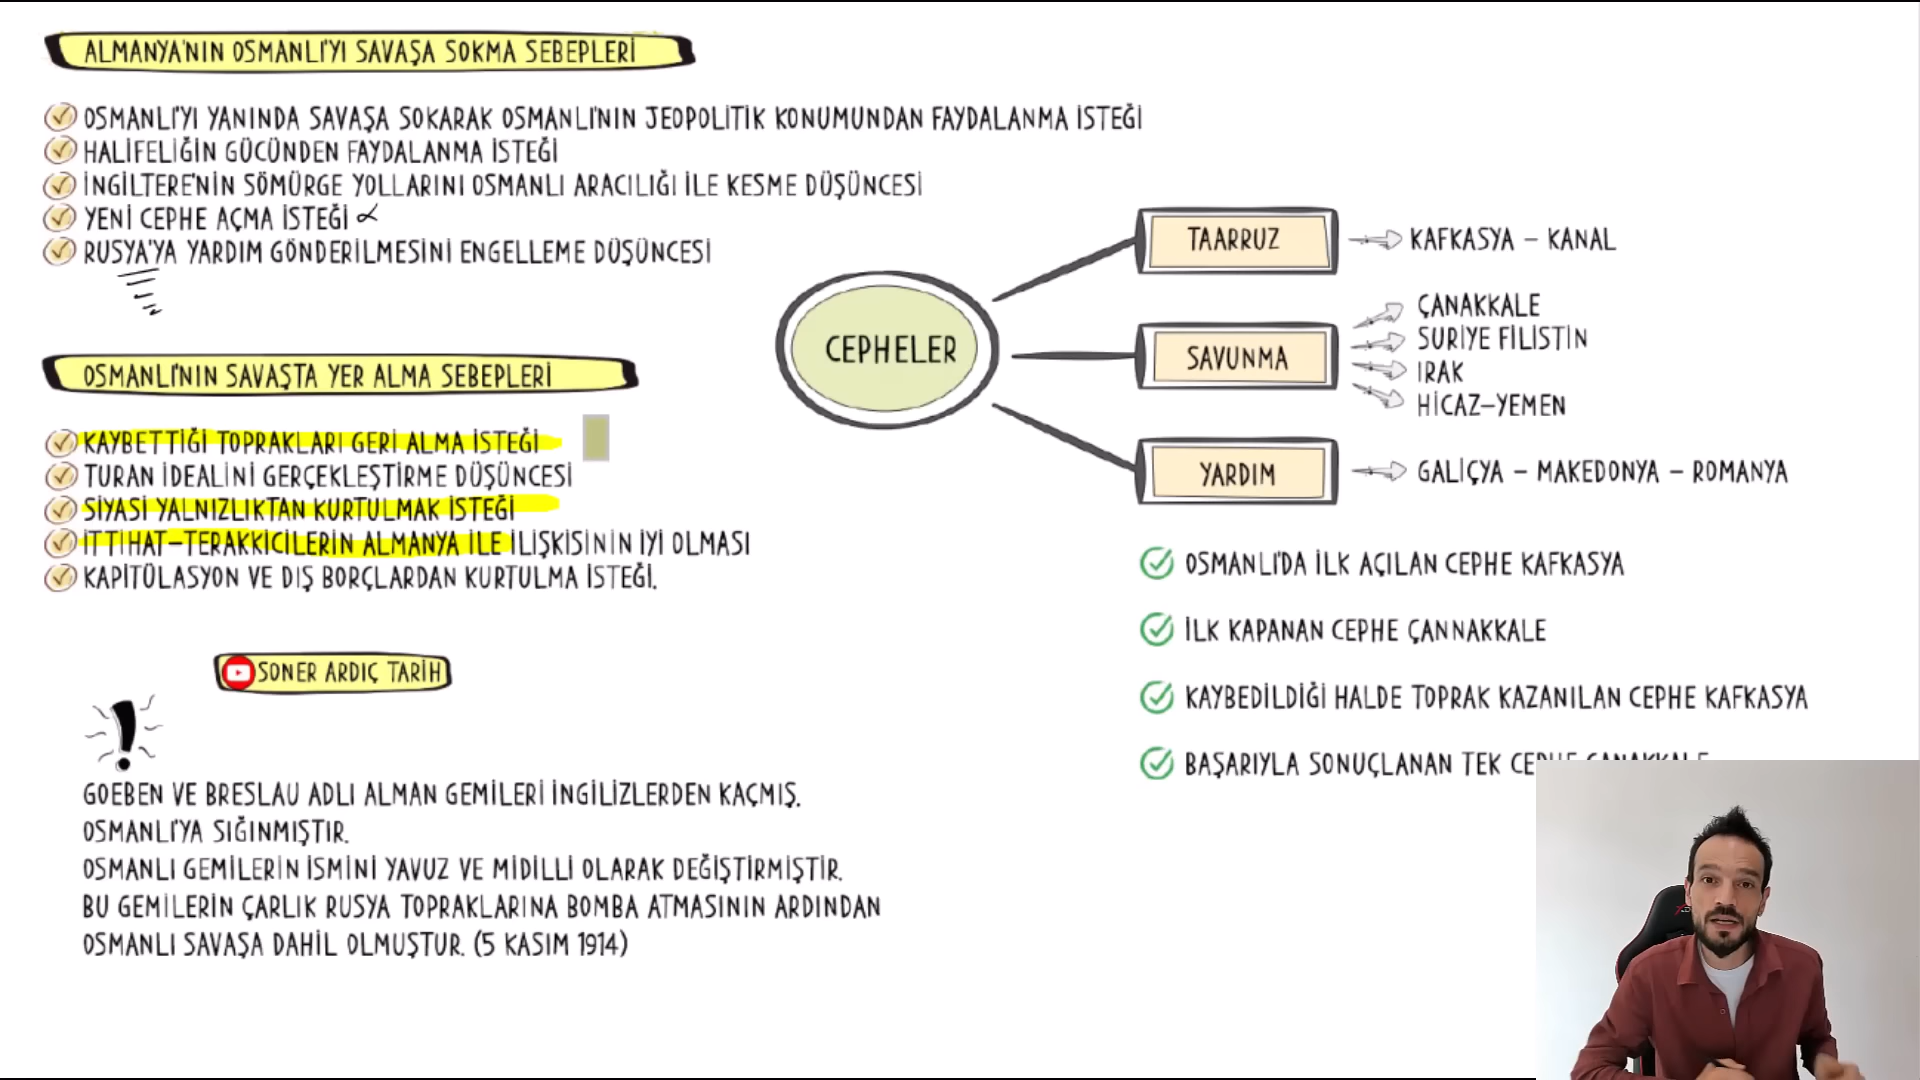 ALMANYA'NIN OSMANLI'YI SAVAŞA SOKMA SEBEPLERİ
OSMANLI'YI YANINDA SAVAŞA SOKARAK OSMANLI'NIN JEOPOLİTİK KONUMUNDAN FAYDALANMA İSTEĞİ
HALİFELİĞİN GÜCÜNDEN FAYDALANMA İSTEĞİ
İNGİLTERE'NİN SÖMÜRGE YOLLARINI OSMANLI ARACILIĞI İLE KESME DÜŞÜNCESİ
YENİ CEPHE AÇMA İSTEĞİ
RUSYA'YA YARDIM GÖNDERİLMESİNİ ENGELLEME DÜŞÜNCESİ
OSMANLI'NIN SAVAŞTA YER ALMA SEBEPLERİ
KAYBETTİĞİ TOPRAKLARI GERİ ALMA İSTEĞİ
TURAN İDEALİNİ GERÇEKLEŞTİRME DÜŞÜNCESİ
SİYASİ YALNIZLIKTAN KURTULMAK İSTEĞİ
İTTİHAT-TERAKKİCİLERİN ALMANYA İLE İLİŞKİSİNİN İYİ OLMASI
KAPİTÜLASYON VE DIŞ BORÇLARDAN KURTULMA İSTEĞİ.
SONER ARDIÇ TARİH
GOEBEN VE BRESLAU ADLI ALMAN GEMİLERİ İNGİLİZLERDEN KAÇMIŞ.
OSMANLI'YA SIĞINMIŞTIR.
OSMANLI GEMİLERİN İSMİNİ YAVUZ VE MİDİLLİ OLARAK DEĞİŞTİRMİŞTİR.
BU GEMİLERİN ÇARLIK RUSYA TOPRAKLARINA BOMBA ATMASININ ARDINDAN
OSMANLI SAVAŞA DAHİL OLMUŞTUR. (5 KASIM 1914)
CEPHELER
TAARRUZ
KAFKASYA - KANAL
SAVUNMA
ÇANAKKALE
SURİYE FİLİSTİN
IRAK
HİCAZ-YEMEN
YARDIM
GALİÇYA - MAKEDONYA - ROMANYA
OSMANLI'DA İLK AÇILAN CEPHE KAFKASYA
İLK KAPANAN CEPHE ÇANNAKKALE
KAYBEDİLDİĞİ HALDE TOPRAK KAZANILAN CEPHE KAFKASYA
BAŞARIYLA SONUÇLANAN TEK CEPHE ÇANAKKALE